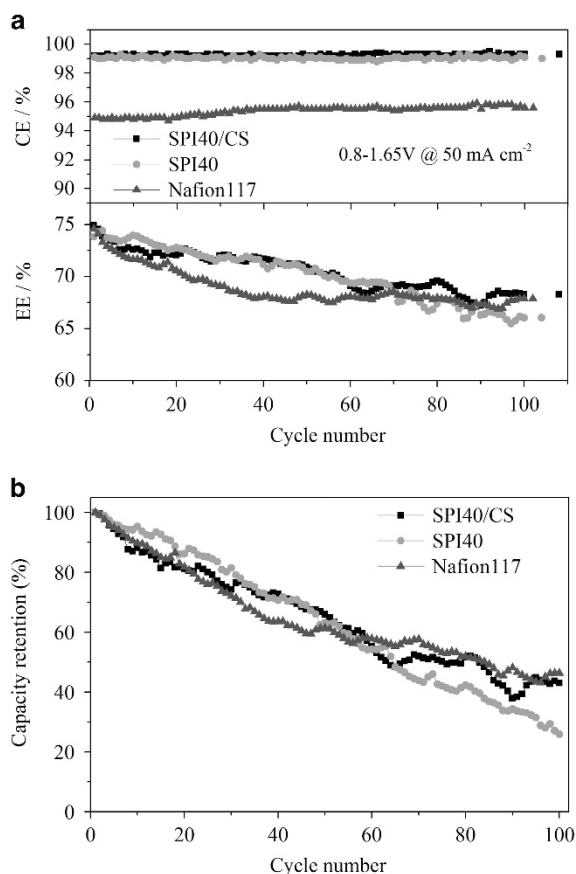 a
100
98
96
94
92
90
CE / %
SPI40/CS
SPI40
Nafion117
0.8-1.65V @ 50 mA cm-2
75
70
65
60
EE / %
0 20 40 60 80 100
Cycle number
b
100
80
60
40
20
0
Capacity retention (%)
SPI40/CS
SPI40
Nafion117
0 20 40 60 80 100
Cycle number